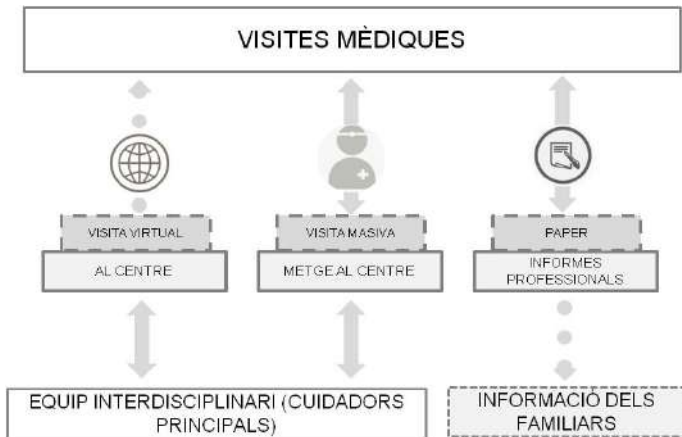 VISITES MÈDIQUES
VISITA VIRTUAL
AL CENTRE
VISITA MASIVA
METGE AL CENTRE
PAPER
INFORMES
PROFESSIONALS
EQUIP INTERDISCIPLINARI (CUIDADORS
PRINCIPALS)
INFORMACIÓ DELS
FAMILIARS